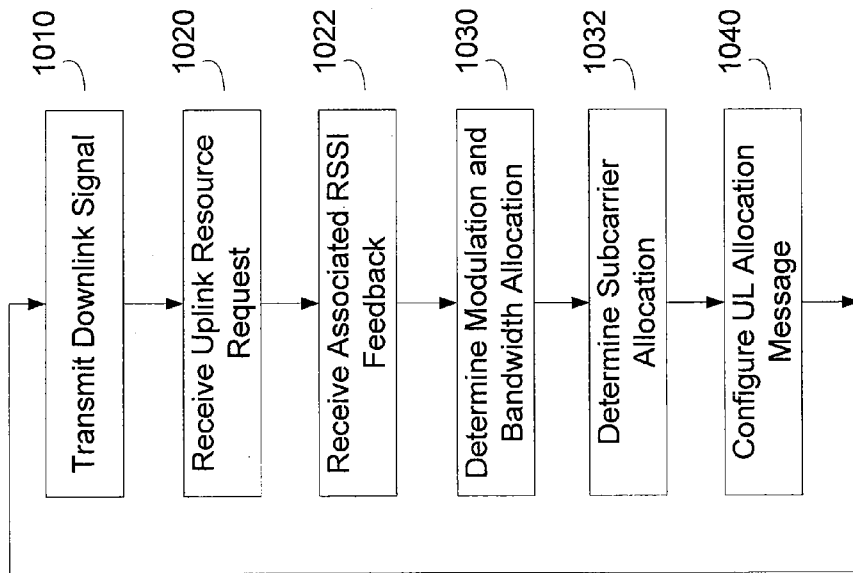 1010
Transmit Downlink Signal
1020
Receive Uplink Resource
Request
1022
Receive Associated RSSI
Feedback
1030
Determine Modulation and
Bandwidth Allocation
1032
Determine Subcarrier
Allocation
1040
Configure UL Allocation
Message